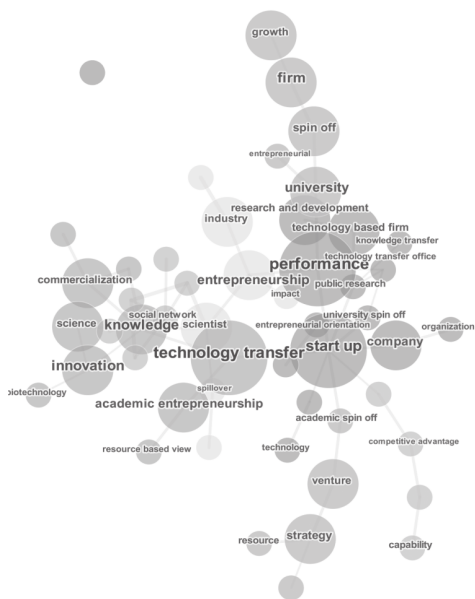 growth
firm
spin off
entrepreneurial
university
research and development
industry
technology based firm
knowledge transfer
technology transfer office
performance
entrepreneurship
commercialization
public research
impact
social network
university spin off
science
knowledge
scientist
entrepreneurial orientation
organization
start up
company
technology transfer
innovation
spillover
biotechnology
academic entrepreneurship
academic spin off
competitive advantage
resource based view
technology
venture
strategy
resource
capability